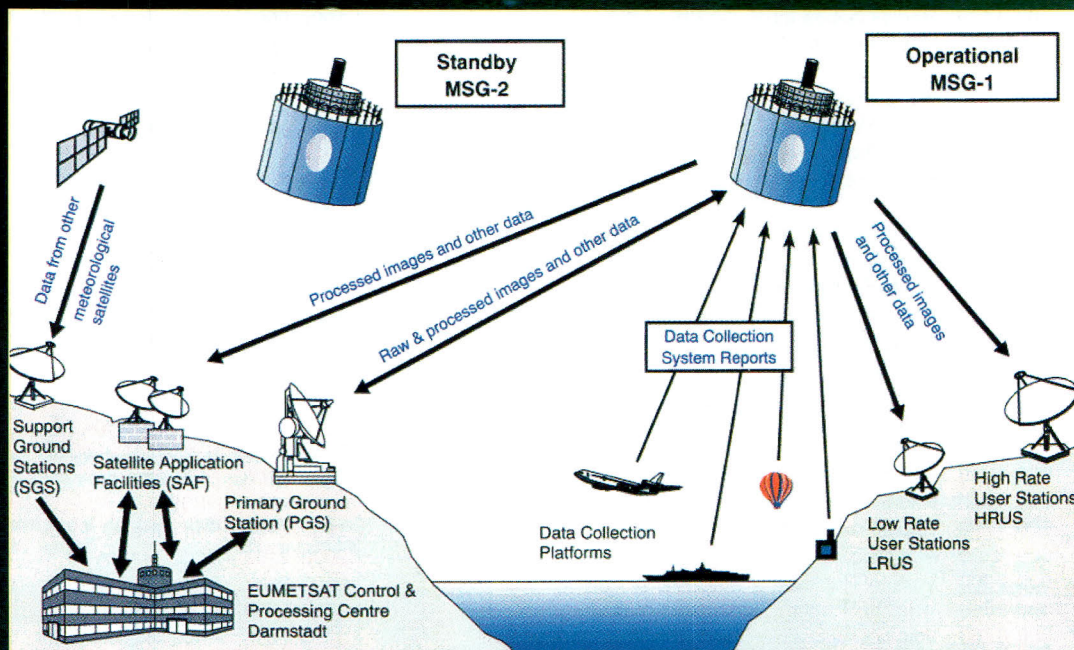 Standby
MSG-2
Operational
MSG-1
Data from other
meteorological
satellites
Processed images and other data
Raw & processed images and other data
Data Collection
System Reports
Processed images
and other data
Support
Ground
Stations
(SGS)
Satellite Application
Facilities (SAF)
Primary Ground
Station (PGS)
Data Collection
Platforms
Low Rate
User Stations
LRUS
High Rate
User Stations
HRUS
EUMETSAT Control &
Processing Centre
Darmstadt